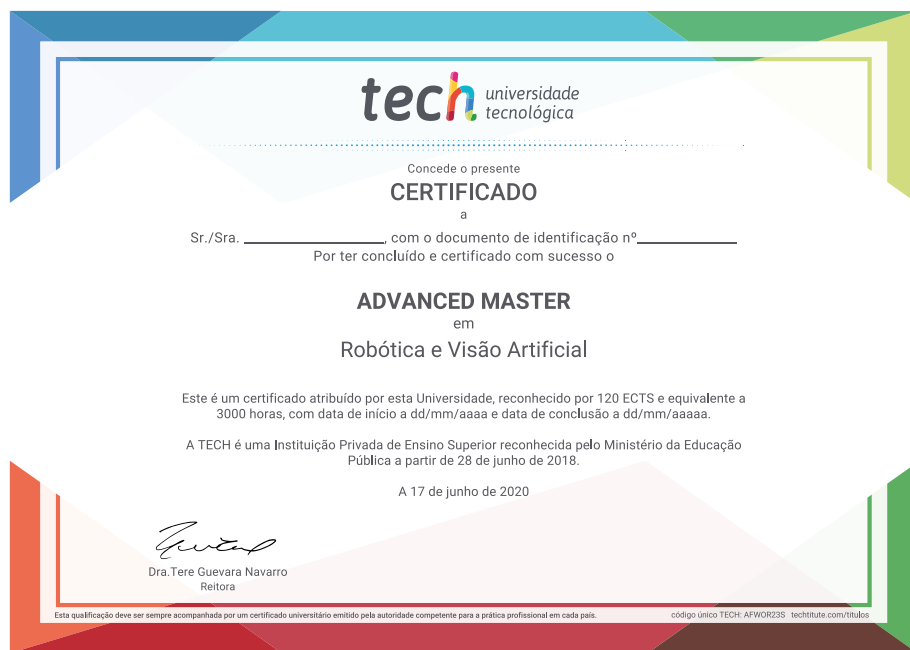 tech universidade
tecnológica
Concede o presente
CERTIFICADO
a
Sr./Sra. ________________, com o documento de identificação nº____________
Por ter concluído e certificado com sucesso o
ADVANCED MASTER
em
Robótica e Visão Artificial
Este é um certificado atribuído por esta Universidade, reconhecido por 120 ECTS e equivalente a
3000 horas, com data de início a dd/mm/aaaa e data de conclusão a dd/mm/aaaaa.
A TECH é uma Instituição Privada de Ensino Superior reconhecida pelo Ministério da Educação
Pública a partir de 28 de junho de 2018.
A 17 de junho de 2020
Dra.Tere Guevara Navarro
Reitora
Esta qualificação deve ser sempre acompanhada por um certificado universitário emitido pela autoridade competente para a prática profissional em cada país.
código único TECH: AFWOR23S techtitute.com/titulos